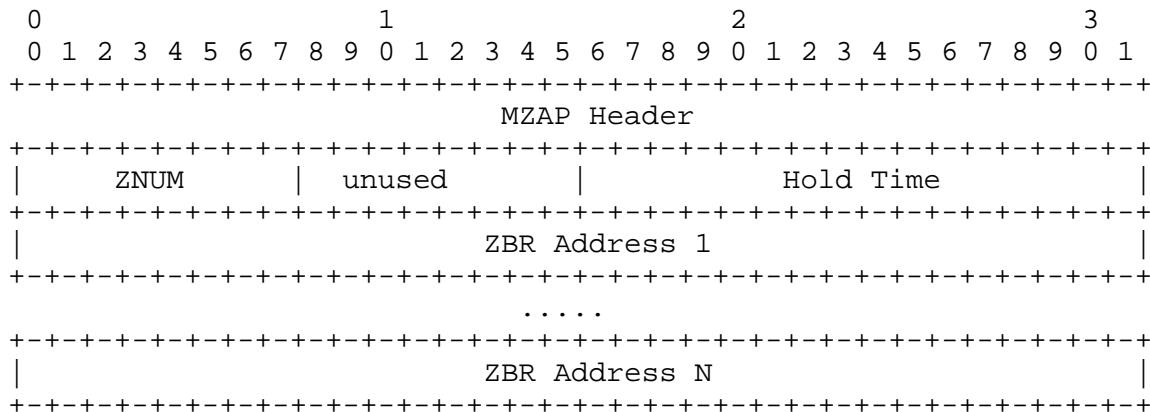 0                   1                   2                   3
 0 1 2 3 4 5 6 7 8 9 0 1 2 3 4 5 6 7 8 9 0 1 2 3 4 5 6 7 8 9 0 1
+-+-+-+-+-+-+-+-+-+-+-+-+-+-+-+-+-+-+-+-+-+-+-+-+-+-+-+-+-+-+-+-+
                           MZAP Header
+-+-+-+-+-+-+-+-+-+-+-+-+-+-+-+-+-+-+-+-+-+-+-+-+-+-+-+-+-+-+-+-+
|     ZNUM      |  unused       |           Hold Time           |
+-+-+-+-+-+-+-+-+-+-+-+-+-+-+-+-+-+-+-+-+-+-+-+-+-+-+-+-+-+-+-+-+
|                          ZBR Address 1                        |
+-+-+-+-+-+-+-+-+-+-+-+-+-+-+-+-+-+-+-+-+-+-+-+-+-+-+-+-+-+-+-+-+
                             .....
+-+-+-+-+-+-+-+-+-+-+-+-+-+-+-+-+-+-+-+-+-+-+-+-+-+-+-+-+-+-+-+-+
|                          ZBR Address N                        |
+-+-+-+-+-+-+-+-+-+-+-+-+-+-+-+-+-+-+-+-+-+-+-+-+-+-+-+-+-+-+-+-+